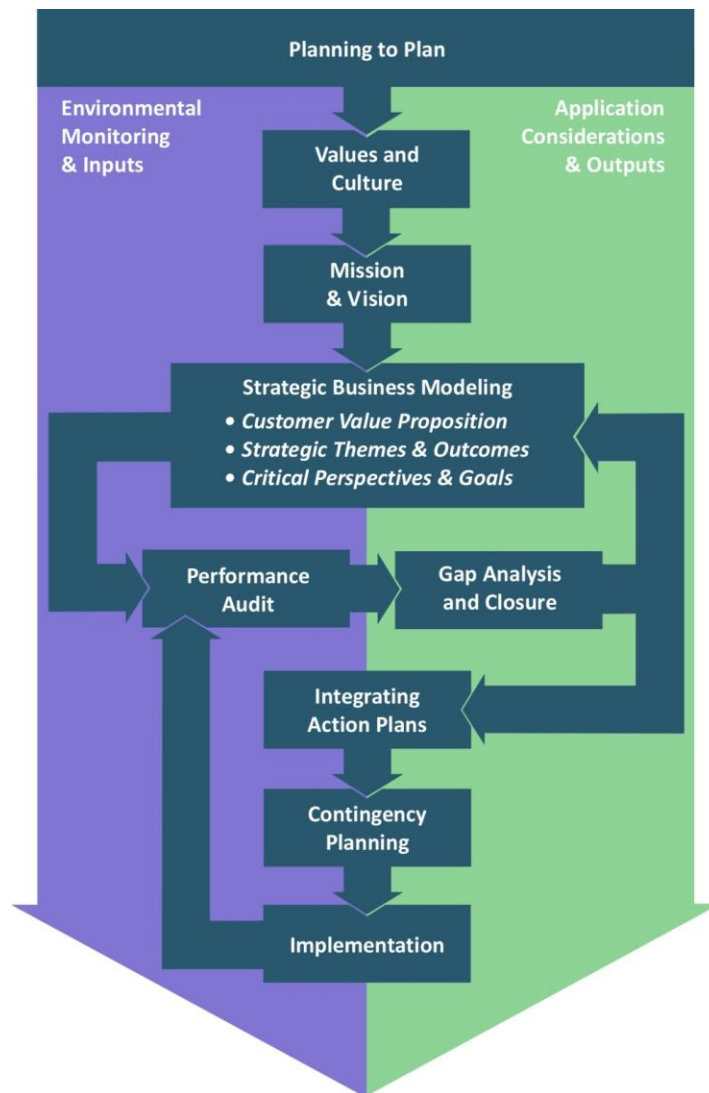 Planning to Plan
Environmental
Monitoring
& Inputs
Application
Considerations
& Outputs
Values and
Culture
Mission
& Vision
Strategic Business Modeling
• Customer Value Proposition
• Strategic Themes & Outcomes
• Critical Perspectives & Goals
Performance
Audit
Gap Analysis
and Closure
Integrating
Action Plans
Contingency
Planning
Implementation